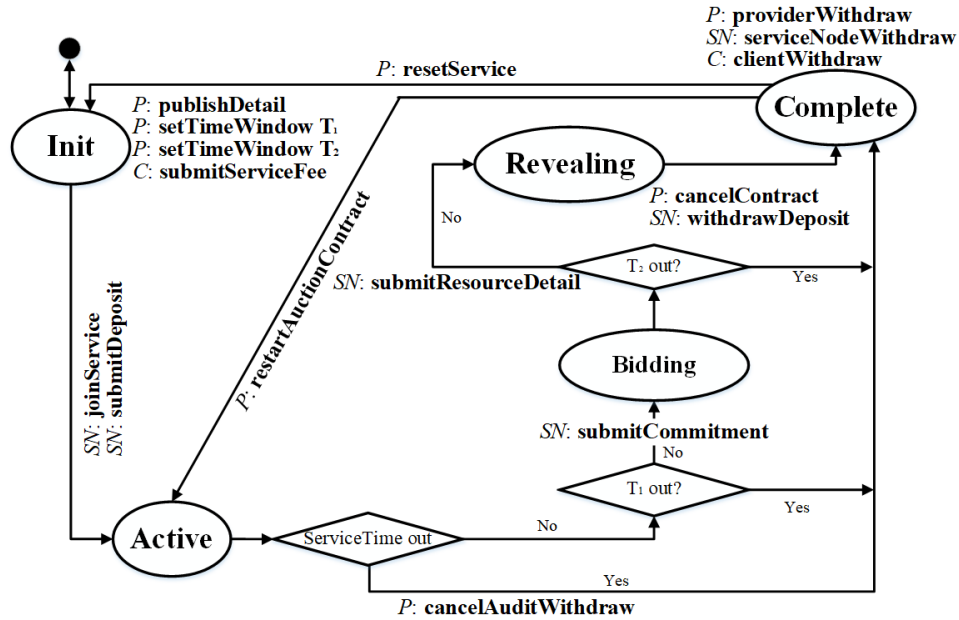 P: providerWithdraw
SN: serviceNodeWithdraw
C: clientWithdraw
P: resetService
Complete
P: publishDetail
P: setTimeWindow T₁
P: setTimeWindow T₂
C: submitServiceFee
Init
Revealing
P: cancelContract
SN: withdrawDeposit
No
T₂ out?
Yes
SN: submitResourceDetail
P: restartAuctionContract
Bidding
SN: joinService
SN: submitDeposit
SN: submitCommitment
No
T₁ out?
Yes
Active
ServiceTime out
No
Yes
P: cancelAuditWithdraw